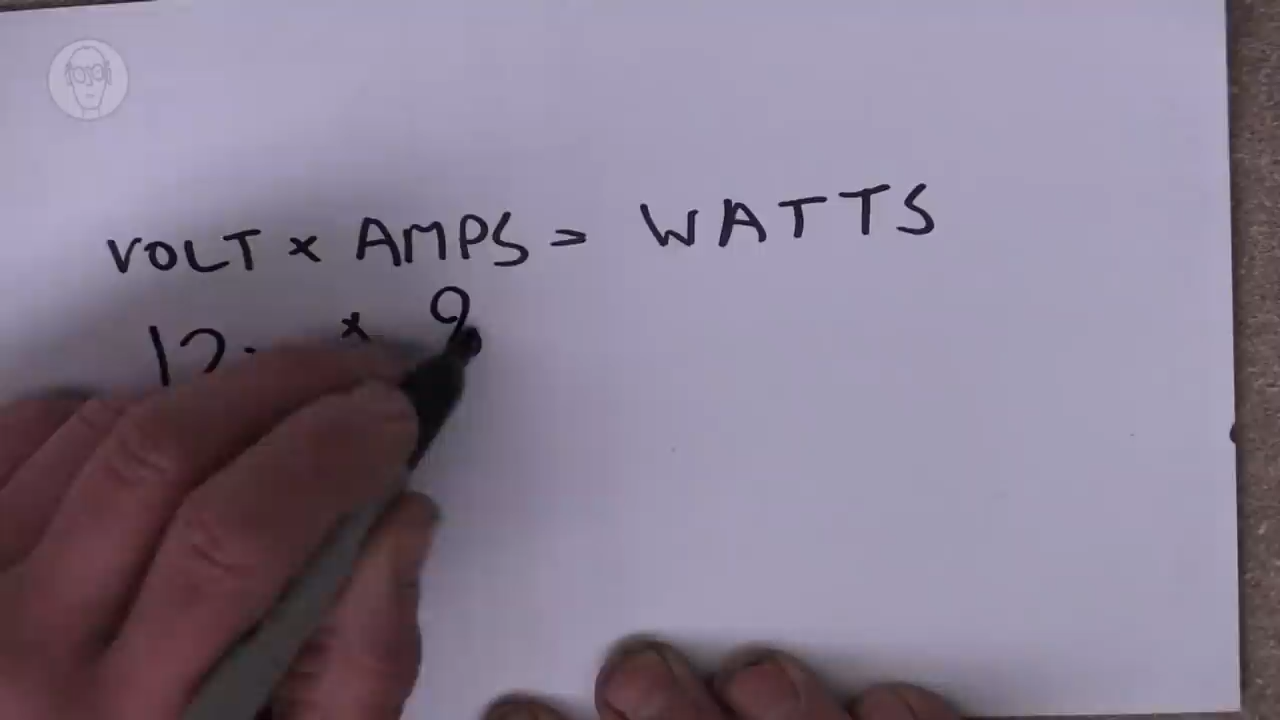 VOLT × AMPS = WATTS
12 × 9